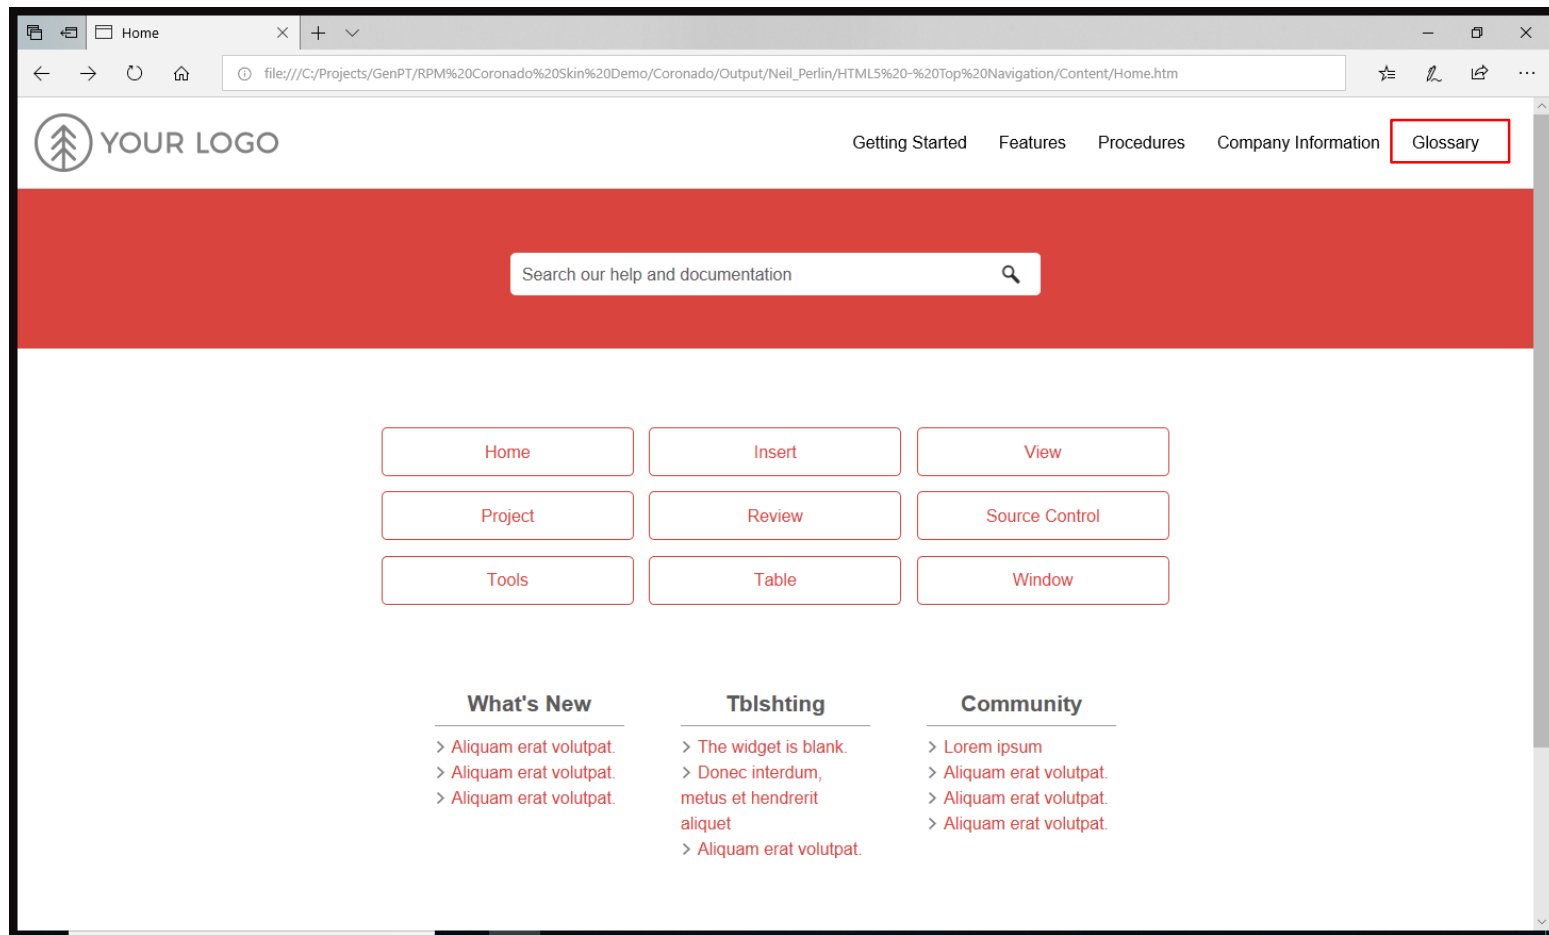 Home
file:///C:/Projects/GenPT/RPM%20Coronado%20Skin%20Demo/Coronado/Output/Neil_Perlin/HTML5%20-%20Top%20Navigation/Content/Home.htm
YOUR LOGO
Getting Started Features Procedures Company Information Glossary
Search our help and documentation
Home Insert View
Project Review Source Control
Tools Table Window
What's New
Aliquam erat volutpat.
Aliquam erat volutpat.
Aliquam erat volutpat.
Tblshting
The widget is blank.
Donec interdum,
metus et hendrerit
aliquet
Aliquam erat volutpat.
Community
Lorem ipsum
Aliquam erat volutpat.
Aliquam erat volutpat.
Aliquam erat volutpat.